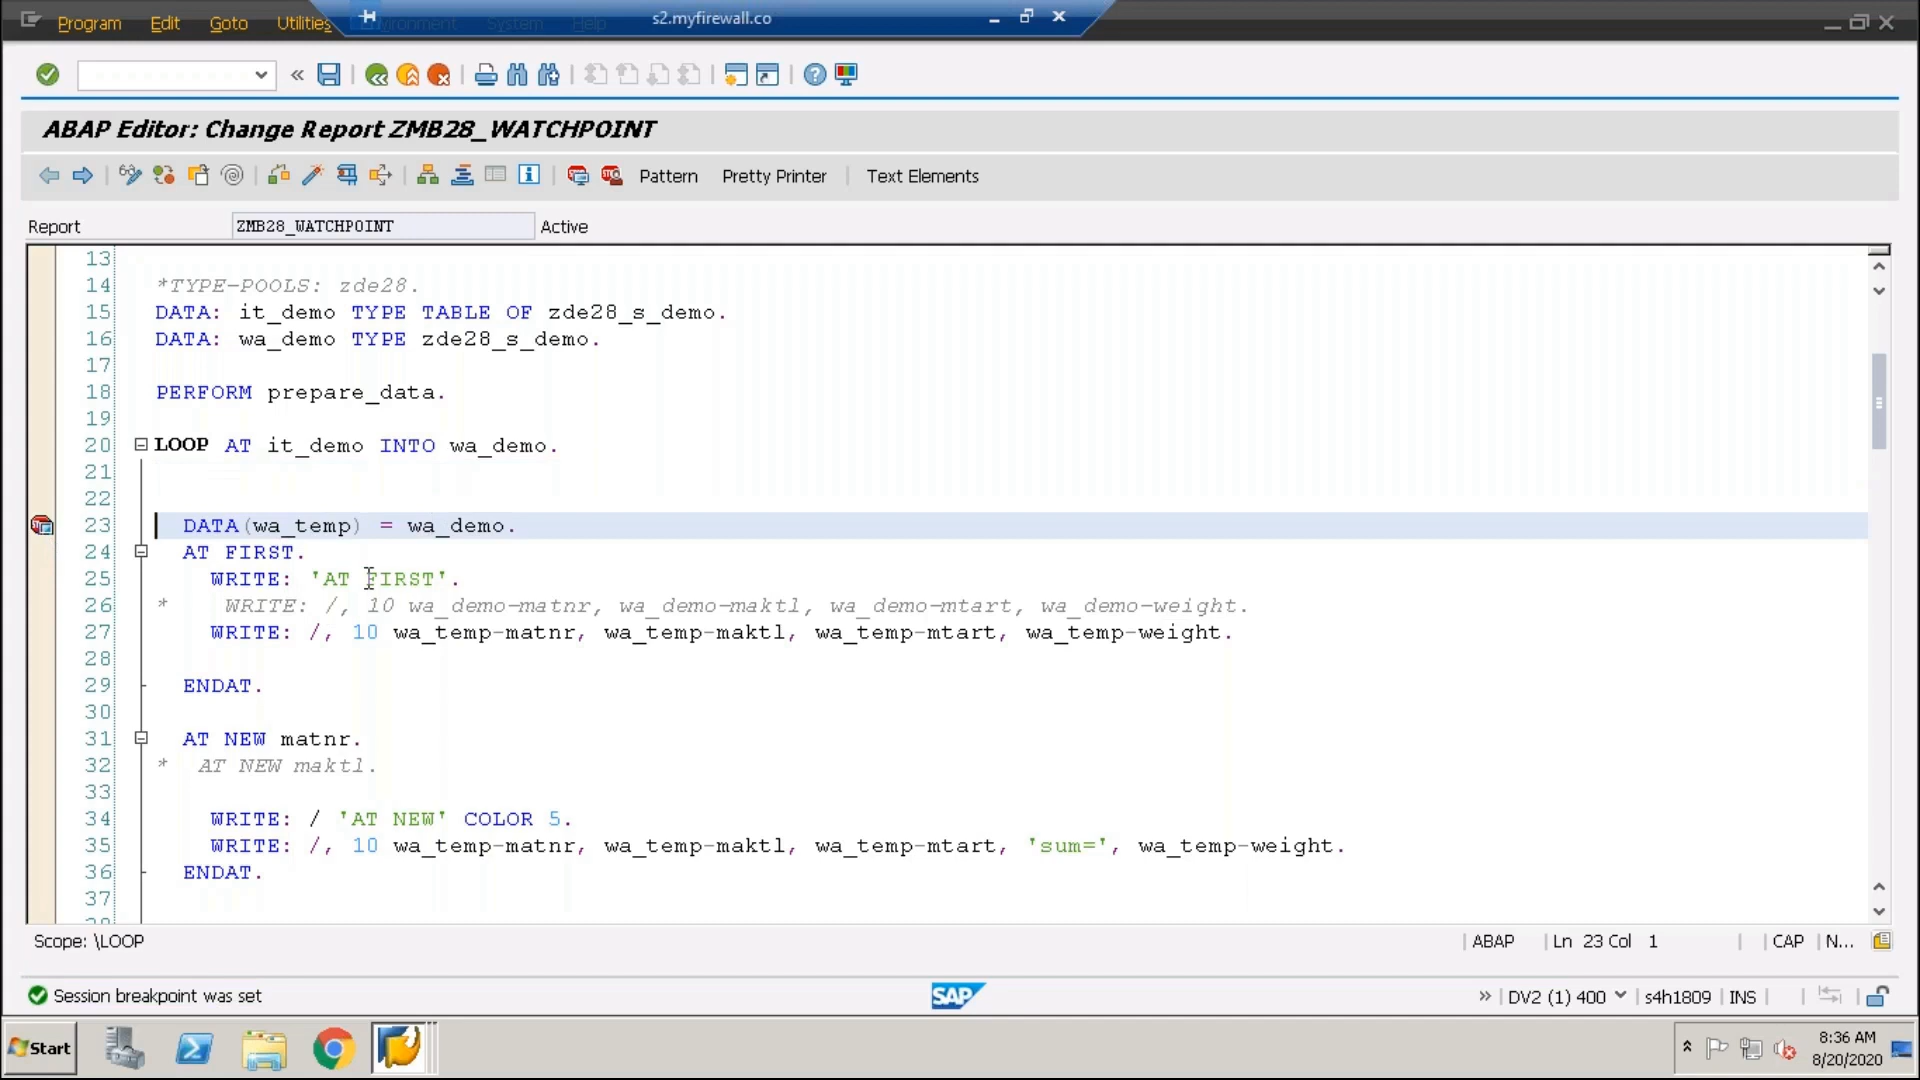 s2.myfirewall.co
Program Edit Goto Utilities Environment System Help
ABAP Editor: Change Report ZMB28_WATCHPOINT
Pattern Pretty Printer Text Elements
Report ZMB28_WATCHPOINT Active
13
14 *TYPE-POOLS: zde28.
15 DATA: it_demo TYPE TABLE OF zde28_s_demo.
16 DATA: wa_demo TYPE zde28_s_demo.
17
18 PERFORM prepare_data.
19
20 LOOP AT it_demo INTO wa_demo.
21
22
23 DATA(wa_temp) = wa_demo.
24 AT FIRST.
25 WRITE: 'AT FIRST'.
26 * WRITE: /, 10 wa_demo-matnr, wa_demo-maktl, wa_demo-mtart, wa_demo-weight.
27 WRITE: /, 10 wa_temp-matnr, wa_temp-maktl, wa_temp-mtart, wa_temp-weight.
28
29 ENDAT.
30
31 AT NEW matnr.
32 * AT NEW maktl.
33
34 WRITE: / 'AT NEW' COLOR 5.
35 WRITE: /, 10 wa_temp-matnr, wa_temp-maktl, wa_temp-mtart, 'sum=', wa_temp-weight.
36 ENDAT.
37
Scope: \LOOP ABAP Ln 23 Col 1 CAP N...
Session breakpoint was set SAP DV2 (1) 400 s4h1809 INS
Start 8:36 AM
8/20/2020